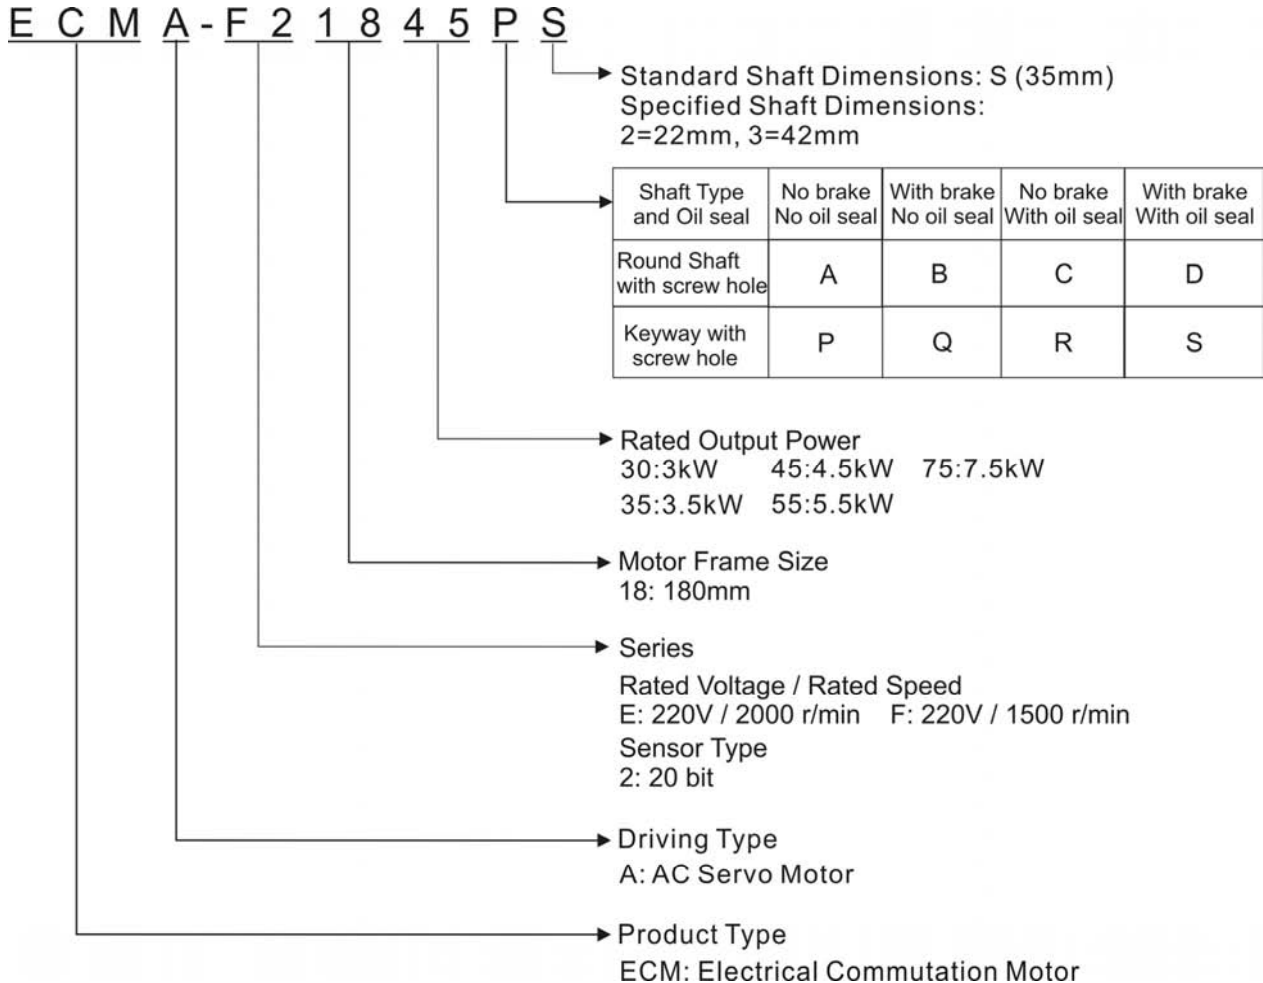 E C M A - F 2 1 8 4 5 P S
Standard Shaft Dimensions: S (35mm)
Specified Shaft Dimensions:
2=22mm, 3=42mm
Shaft Type and Oil seal No brake No oil seal With brake No oil seal No brake With oil seal With brake With oil seal
Round Shaft with screw hole A B C D
Keyway with screw hole P Q R S
Rated Output Power
30:3kW 45:4.5kW 75:7.5kW
35:3.5kW 55:5.5kW
Motor Frame Size
18: 180mm
Series
Rated Voltage / Rated Speed
E: 220V / 2000 r/min F: 220V / 1500 r/min
Sensor Type
2: 20 bit
Driving Type
A: AC Servo Motor
Product Type
ECM: Electrical Commutation Motor